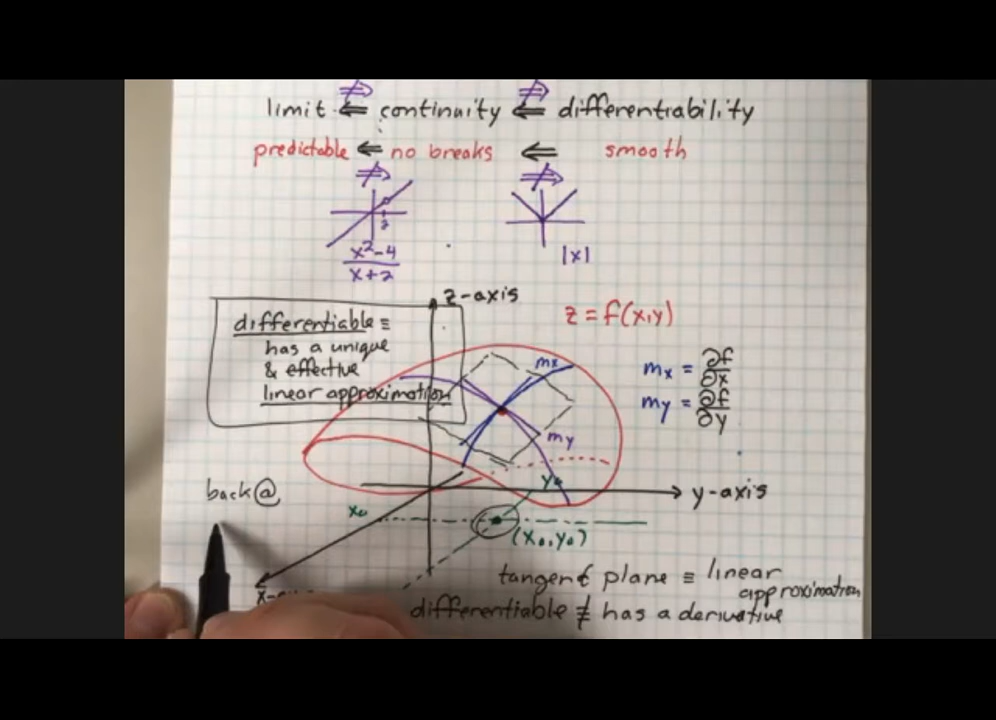 ⇏ ⇏
limit ⇐ continuity ⇐ differentiability
predictable ⇐ no breaks ⇐ smooth
⇏ ⇏
2
x²-4
x+2
|x|
z-axis
z = f(x,y)
differentiable ≡
has a unique
& effective
linear approximation
mx
mx = ∂f/∂x
my = ∂f/∂y
my
back@
y₀
y-axis
x₀
(x₀,y₀)
tangent plane ≡ linear
approximation
differentiable ≠ has a derivative